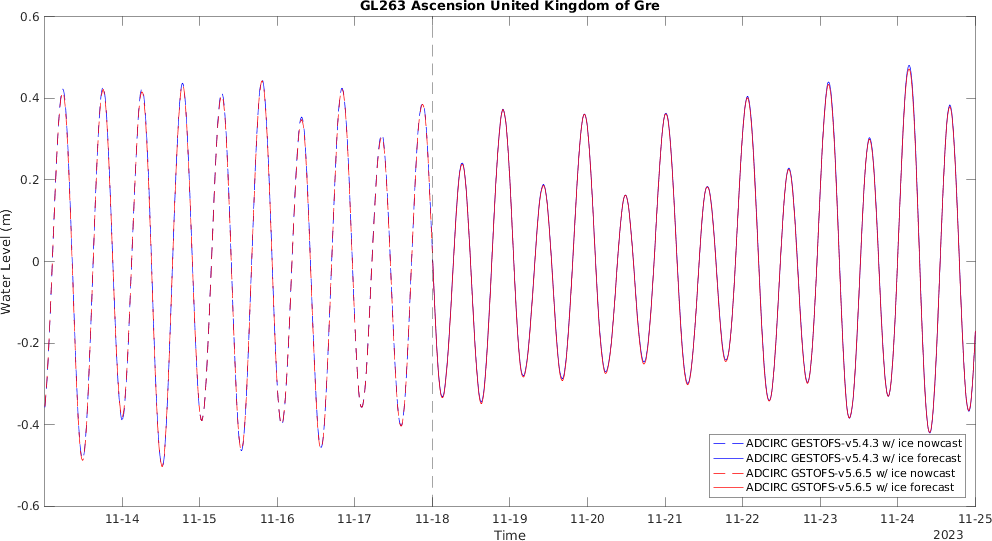 GL263 Ascension United Kingdom of Gre
0.6
0.4
0.2
0
-0.2
-0.4
-0.6
Water Level (m)
ADCIRC GESTOFS-v5.4.3 w/ ice nowcast
ADCIRC GESTOFS-v5.4.3 w/ ice forecast
ADCIRC GSTOFS-v5.6.5 w/ ice nowcast
ADCIRC GSTOFS-v5.6.5 w/ ice forecast
11-14 11-15 11-16 11-17 11-18 11-19 11-20 11-21 11-22 11-23 11-24 11-25
Time
2023